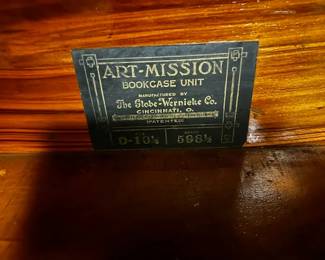 ART-MISSION
BOOKCASE UNIT
MANUFACTURED BY
The Globe-Wernicke Co.
CINCINNATI, O.
PATENTED
D-10½ 598½